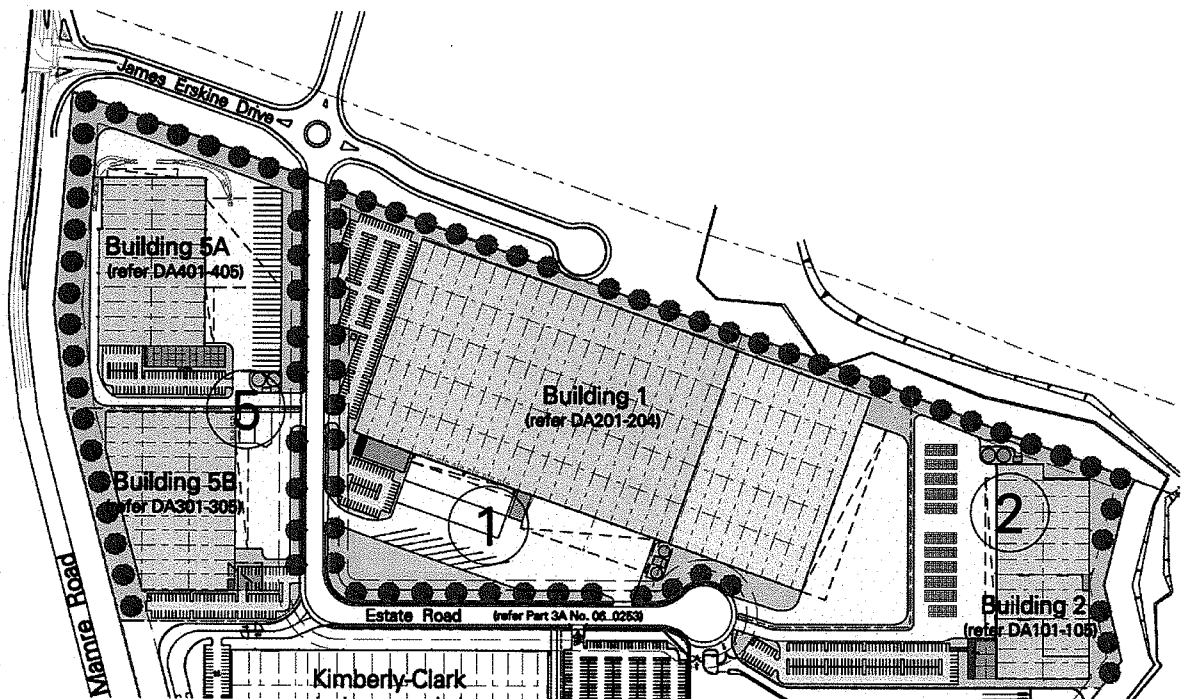 James Erskine Drive
Building 5A
(refer DA401-405)
Building 1
(refer DA201-204)
5
Building 5B
(refer DA301-305)
1
2
Building 2
(refer DA101-105)
Mamre Road
Estate Road (refer Part 3A No. 06_0253)
Kimberly-Clark